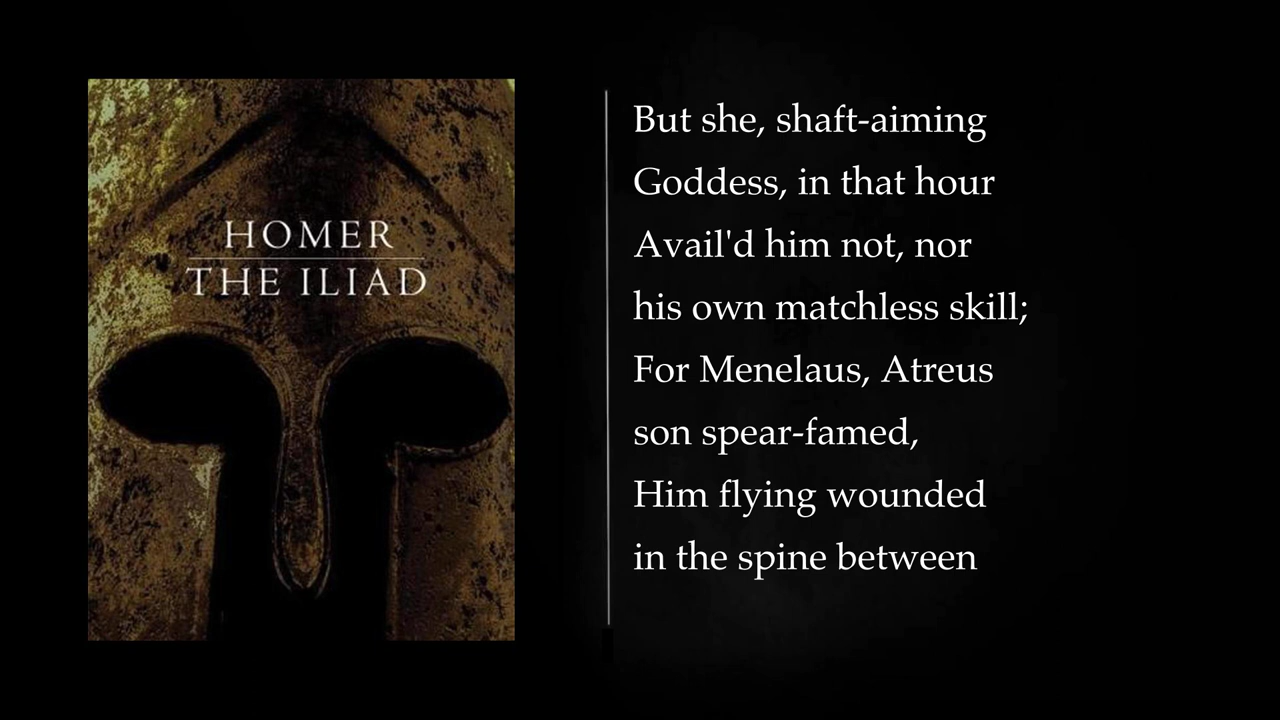 HOMER
THE ILIAD
But she, shaft-aiming
Goddess, in that hour
Avail'd him not, nor
his own matchless skill;
For Menelaus, Atreus
son spear-famed,
Him flying wounded
in the spine between